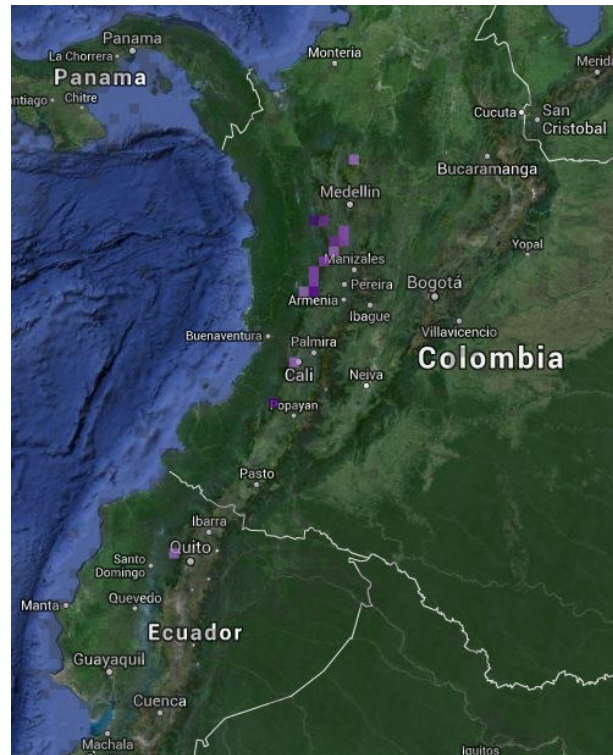 Panama
Monteria
La Chorrera
Panama
Merida
ntiago
Chitre
Cucuta
San
Cristobal
Bucaramanga
Medellin
Yopal
Manizales
Bogotá
Pereira
Armenia
Ibague
Villavicencio
Buenaventura
Palmira
Colombia
Cali
Neiva
Popayan
Pasto
Ibarra
Quito
Santo
Domingo
Manta
Quevedo
Ecuador
Guayaquil
Cuenca
Machala
Iquitos